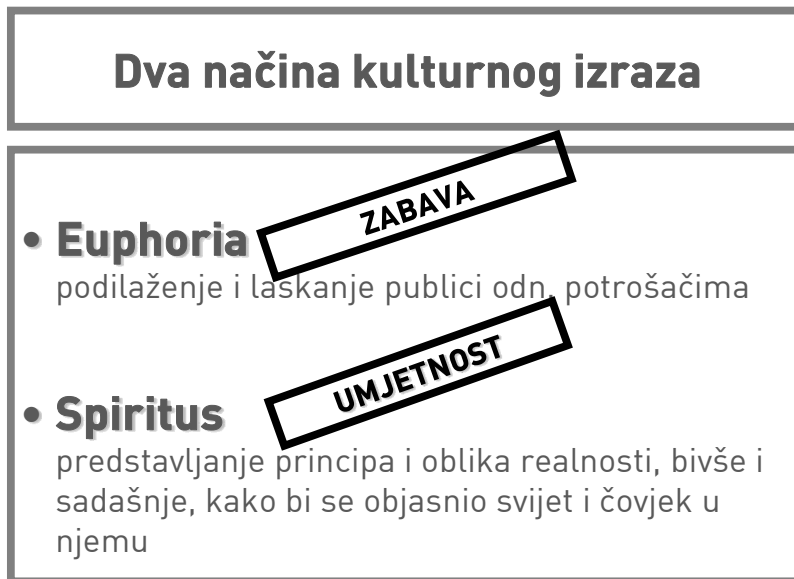 Dva načina kulturnog izraza
ZABAVA
• Euphoria
podilaženje i laskanje publici odn. potrošačima
UMJETNOST
• Spiritus
predstavljanje principa i oblika realnosti, bivše i
sadašnje, kako bi se objasnio svijet i čovjek u
njemu